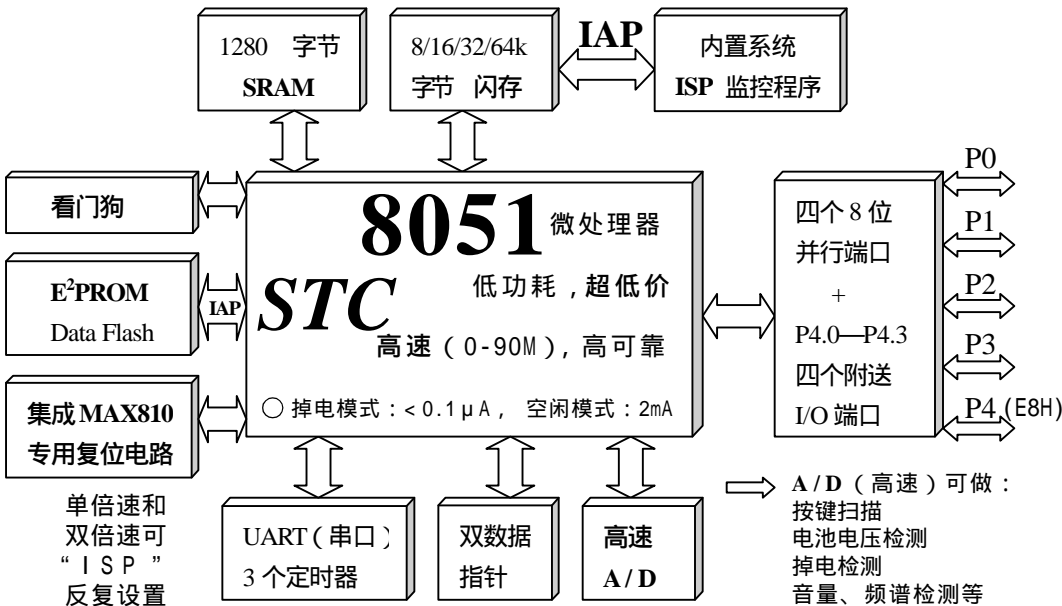 1280 字节
SRAM
8/16/32/64k
字节 闪存
IAP
内置系统
ISP 监控程序
看门狗
E²PROM
Data Flash
IAP
集成 MAX810
专用复位电路
单倍速和
双倍速可
“ISP”
反复设置
8051 微处理器
STC
低功耗,超低价
高速(0-90M),高可靠
○掉电模式:<0.1μA, 空闲模式:2mA
UART(串口)
3 个定时器
双数据
指针
高速
A/D
四个 8 位
并行端口
+
P4.0—P4.3
四个附送
I/O 端口
P0
P1
P2
P3
P4(E8H)
A/D(高速)可做:
按键扫描
电池电压检测
掉电检测
音量、频谱检测等